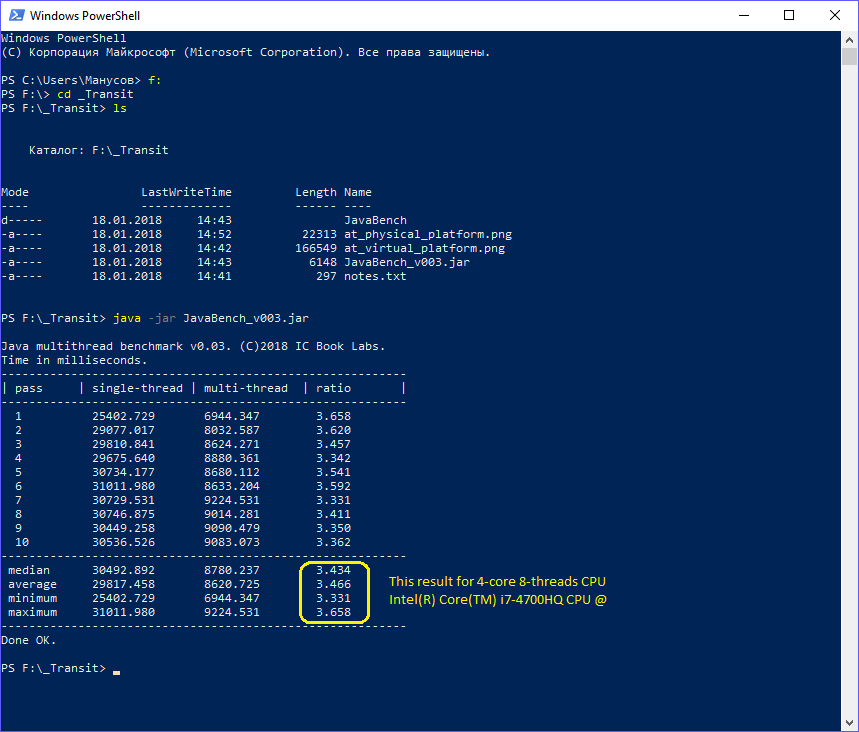 Windows PowerShell
Windows PowerShell
(C) Корпорация Майкрософт (Microsoft Corporation). Все права защищены.
PS C:\Users\Манусов> f:
PS F:\> cd _Transit
PS F:\_Transit> ls
Каталог: F:\_Transit
Mode LastWriteTime Length Name
---- ------------- ------ ----
d----- 18.01.2018 14:43 JavaBench
-a---- 18.01.2018 14:52 22313 at_physical_platform.png
-a---- 18.01.2018 14:42 166549 at_virtual_platform.png
-a---- 18.01.2018 14:43 6148 JavaBench_v003.jar
-a---- 18.01.2018 14:41 297 notes.txt
PS F:\_Transit> java -jar JavaBench_v003.jar
Java multithread benchmark v0.03. (C)2018 IC Book Labs.
Time in milliseconds.
----------------------------------------------------------
| pass | single-thread | multi-thread | ratio |
----------------------------------------------------------
1 25402.729 6944.347 3.658
2 29077.017 8032.587 3.620
3 29810.841 8624.271 3.457
4 29675.640 8880.361 3.342
5 30734.177 8680.112 3.541
6 31011.980 8633.204 3.592
7 30729.531 9224.531 3.331
8 30746.875 9014.281 3.411
9 30449.258 9090.479 3.350
10 30536.526 9083.073 3.362
----------------------------------------------------------
median 30492.892 8780.237 3.434
average 29817.458 8620.725 3.466 This result for 4-core 8-threads CPU
minimum 25402.729 6944.347 3.331 Intel(R) Core(TM) i7-4700HQ CPU @
maximum 31011.980 9224.531 3.658
----------------------------------------------------------
Done OK.
PS F:\_Transit> _